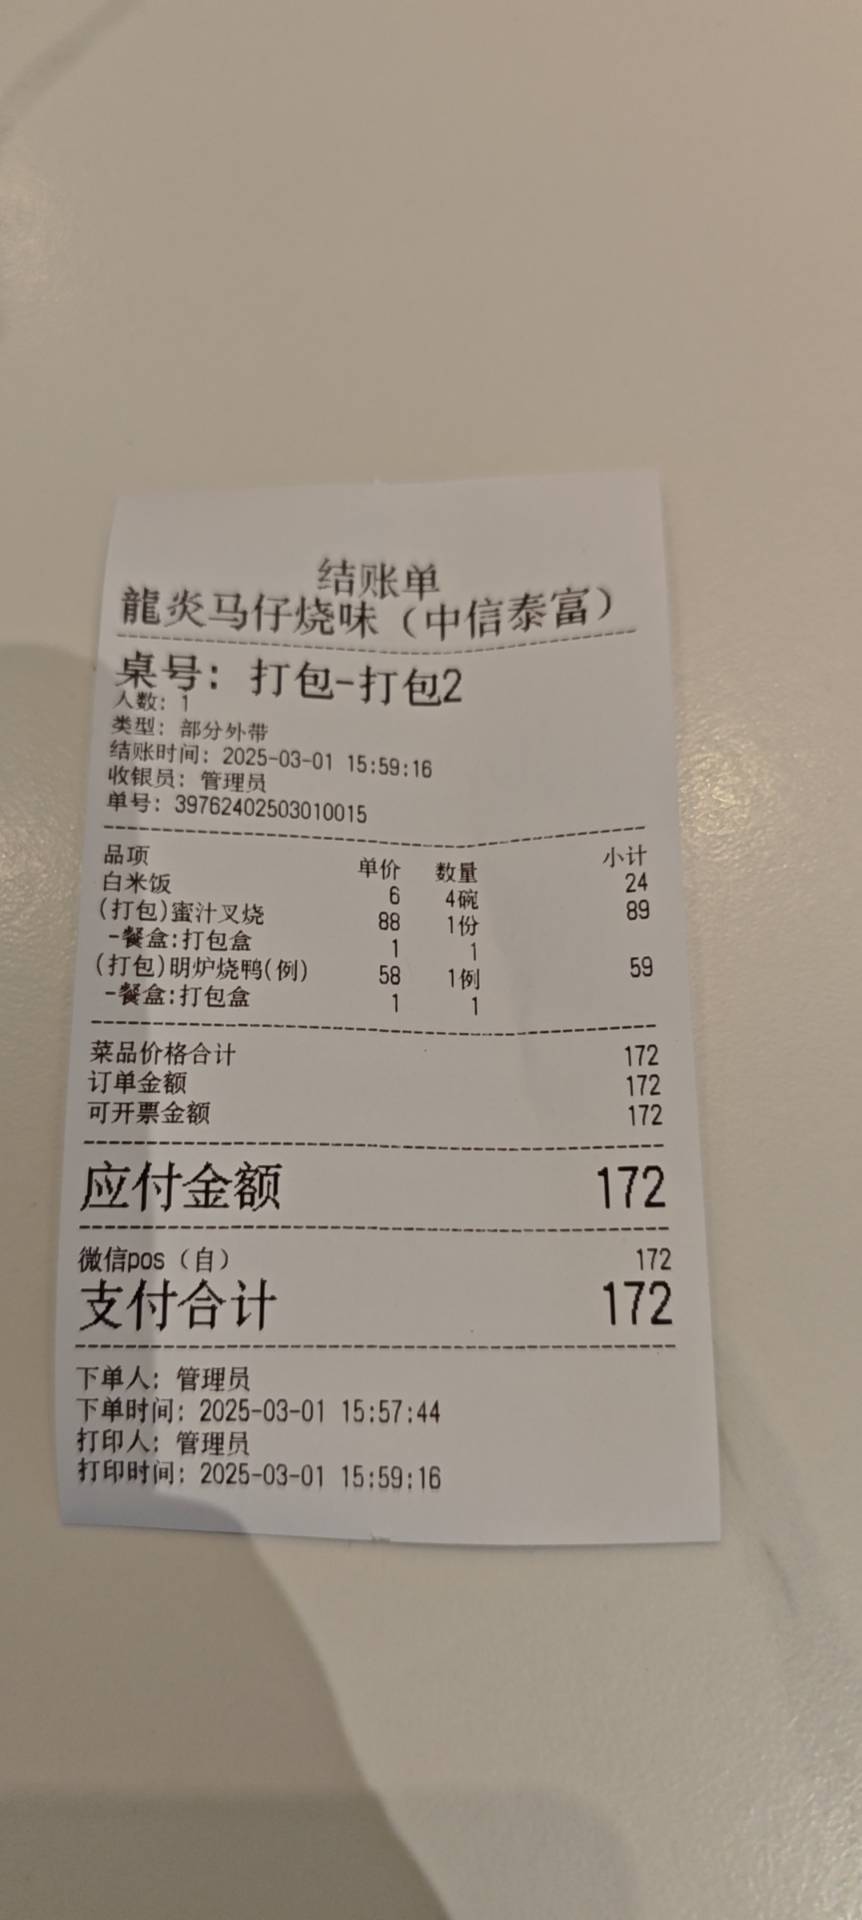 结账单
龍炎马仔烧味（中信泰富）
桌号: 打包-打包2
人数: 1
类型: 部分外带
结账时间: 2025-03-01 15:59:16
收银员: 管理员
单号: 39762402503010015
品项 单价 数量 小计
白米饭 6 4碗 24
(打包)蜜汁叉烧 88 1份 89
-餐盒:打包盒 1 1
(打包)明炉烧鸭(例) 58 1例 59
-餐盒:打包盒 1 1
菜品价格合计 172
订单金额 172
可开票金额 172
应付金额 172
微信pos（自） 172
支付合计 172
下单人: 管理员
下单时间: 2025-03-01 15:57:44
打印人: 管理员
打印时间: 2025-03-01 15:59:16